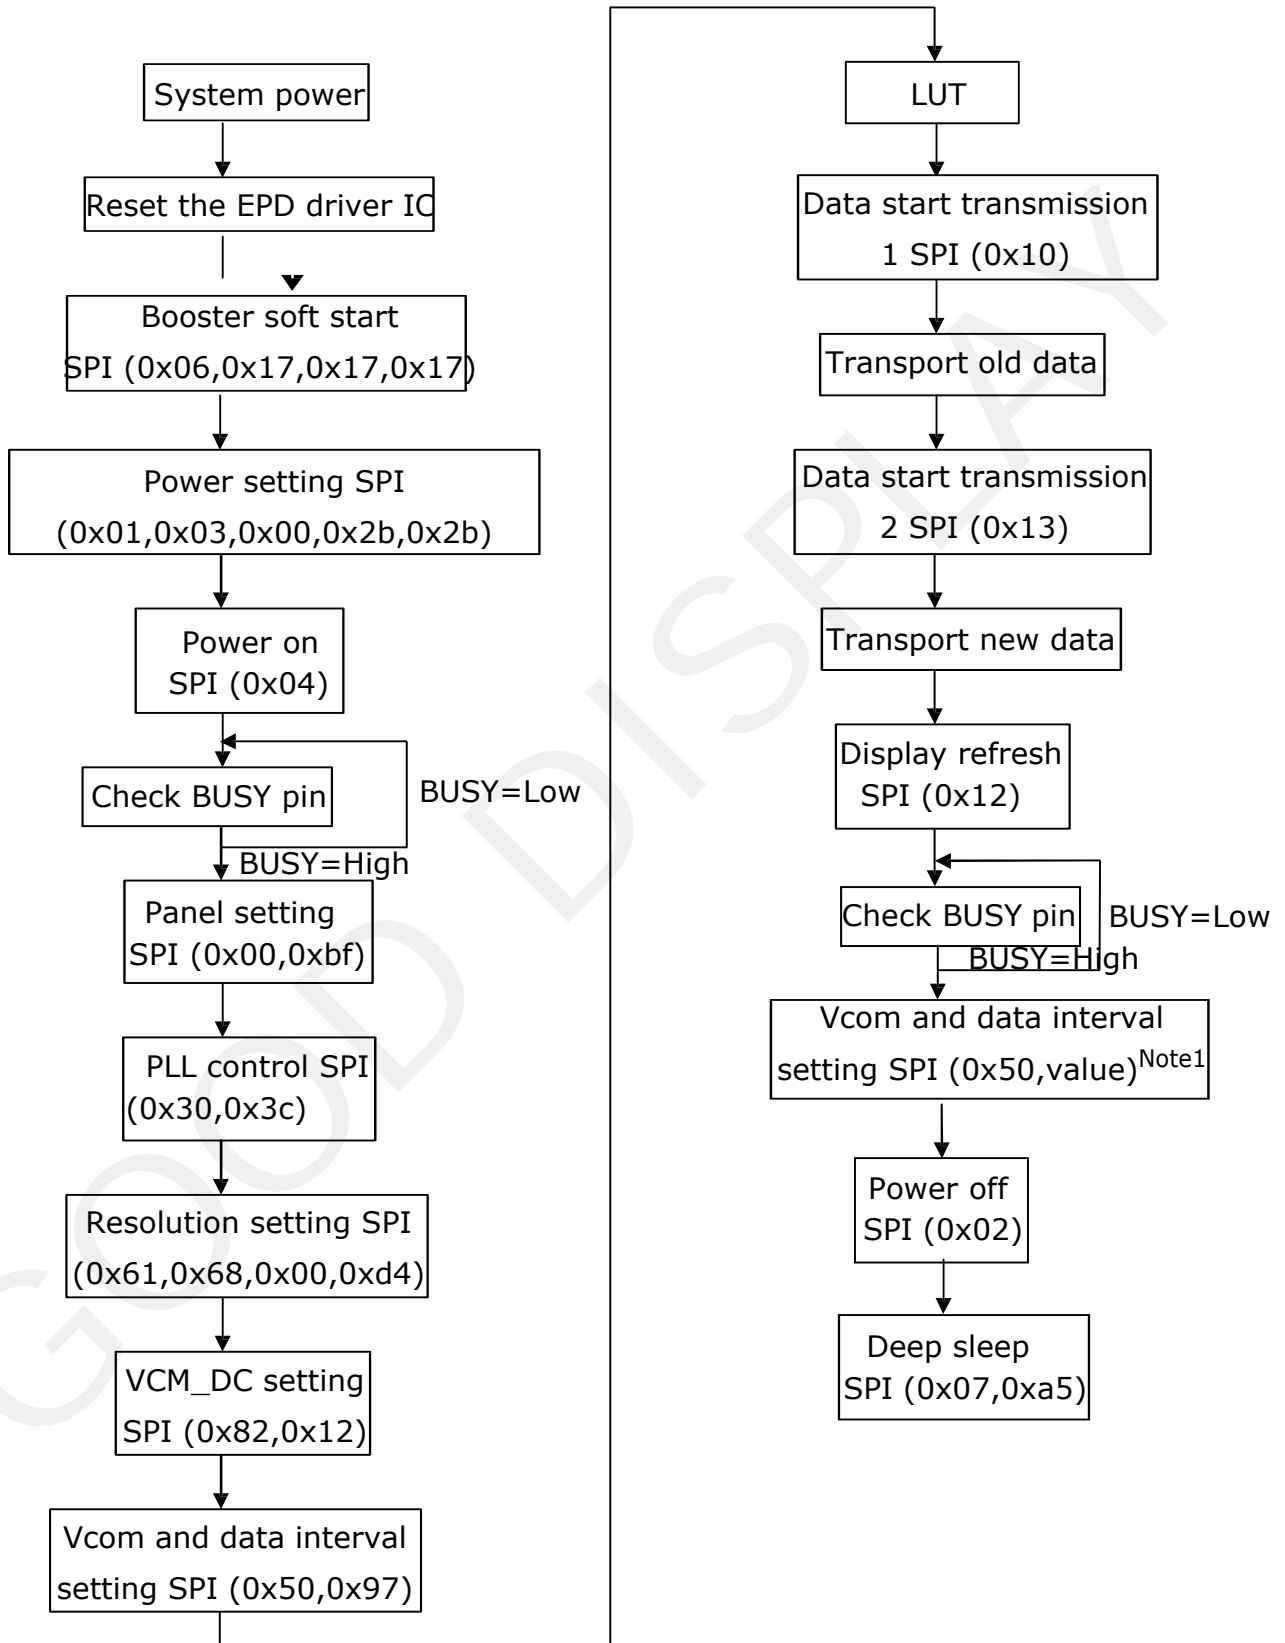 System power
Reset the EPD driver IC
Booster soft start
SPI (0x06,0x17,0x17,0x17)
Power setting SPI
(0x01,0x03,0x00,0x2b,0x2b)
Power on
SPI (0x04)
Check BUSY pin
BUSY=Low
BUSY=High
Panel setting
SPI (0x00,0xbf)
PLL control SPI
(0x30,0x3c)
Resolution setting SPI
(0x61,0x68,0x00,0xd4)
VCM_DC setting
SPI (0x82,0x12)
Vcom and data interval
setting SPI (0x50,0x97)
LUT
Data start transmission
1 SPI (0x10)
Transport old data
Data start transmission
2 SPI (0x13)
Transport new data
Display refresh
SPI (0x12)
Check BUSY pin
BUSY=Low
BUSY=High
Vcom and data interval
setting SPI (0x50,value)Note1
Power off
SPI (0x02)
Deep sleep
SPI (0x07,0xa5)
GOOD DISPLAY